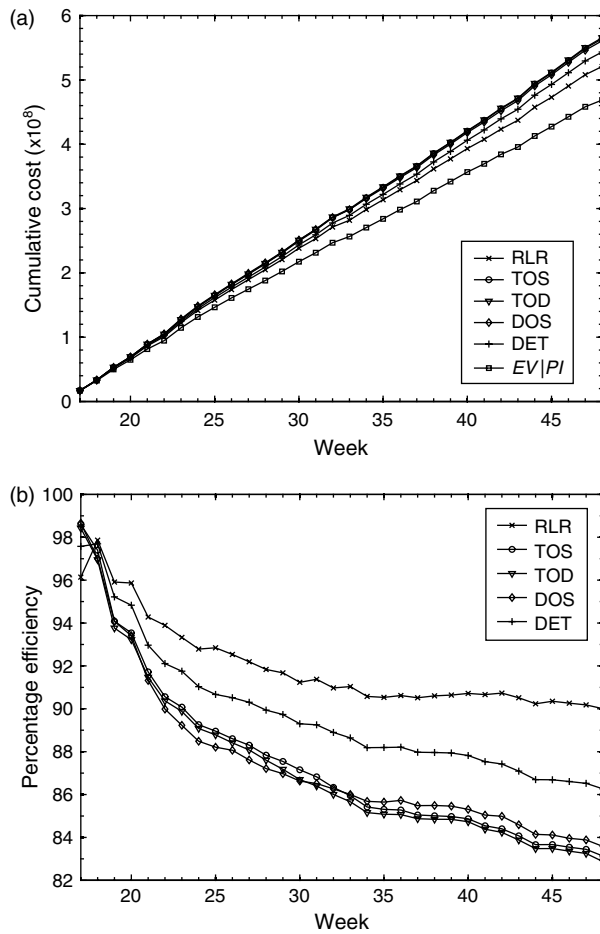 (a)
6
5
4
3
2
1
0
Cumulative cost (x10⁸)
20 25 30 35 40 45
Week
RLR
TOS
TOD
DOS
DET
EV|PI
(b)
100
98
96
94
92
90
88
86
84
82
Percentage efficiency
20 25 30 35 40 45
Week
RLR
TOS
TOD
DOS
DET